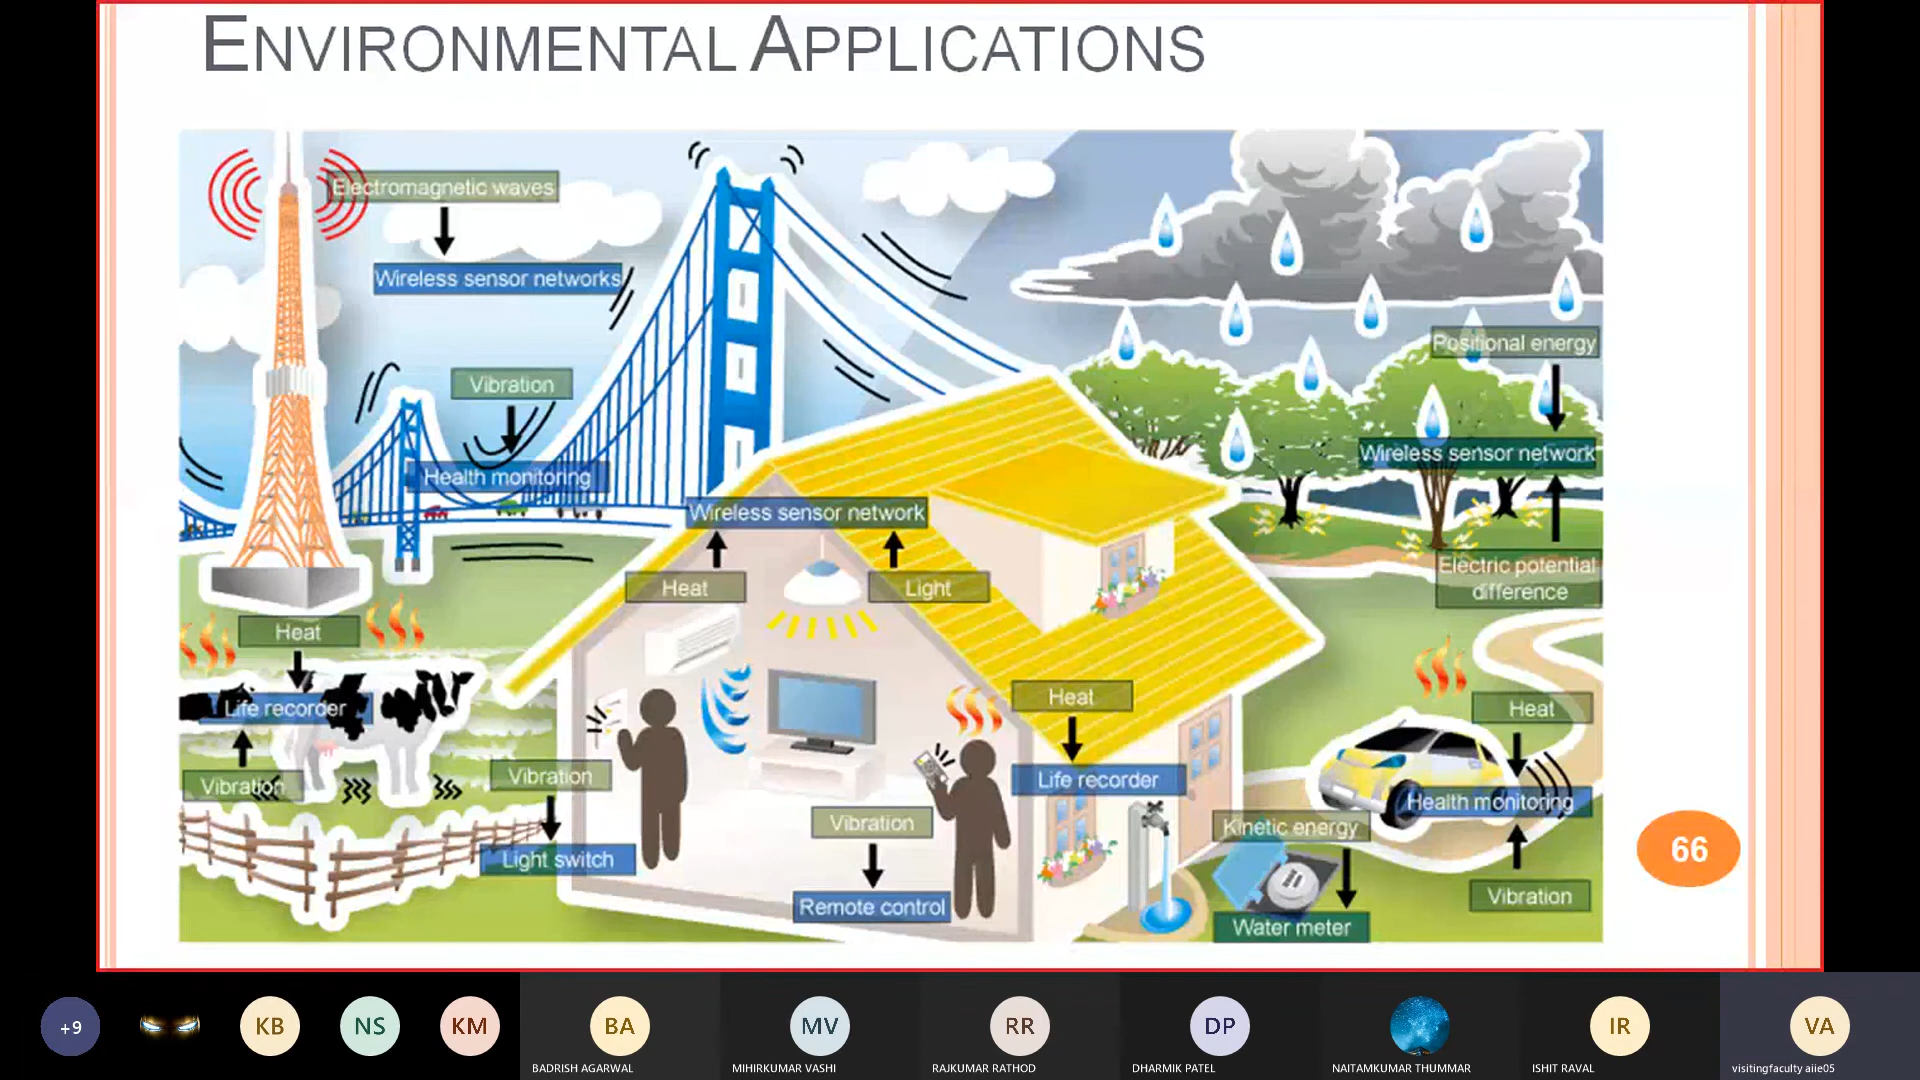 ENVIRONMENTAL APPLICATIONS
Electromagnetic waves
Wireless sensor networks
Vibration
Health monitoring
Positional energy
Wireless sensor network
Electric potential
difference
Wireless sensor network
Heat
Light
Heat
Life recorder
Vibration
Vibration
Light switch
Vibration
Remote control
Heat
Life recorder
Kinetic energy
Water meter
Heat
Health monitoring
Vibration
66
+9
KB
NS
KM
BA
BADRISH AGARWAL
MV
MIHIRKUMAR VASHI
RR
RAJKUMAR RATHOD
DP
DHARMIK PATEL
NAITAMKUMAR THUMMAR
IR
ISHIT RAVAL
VA
visitingfaculty aiie05